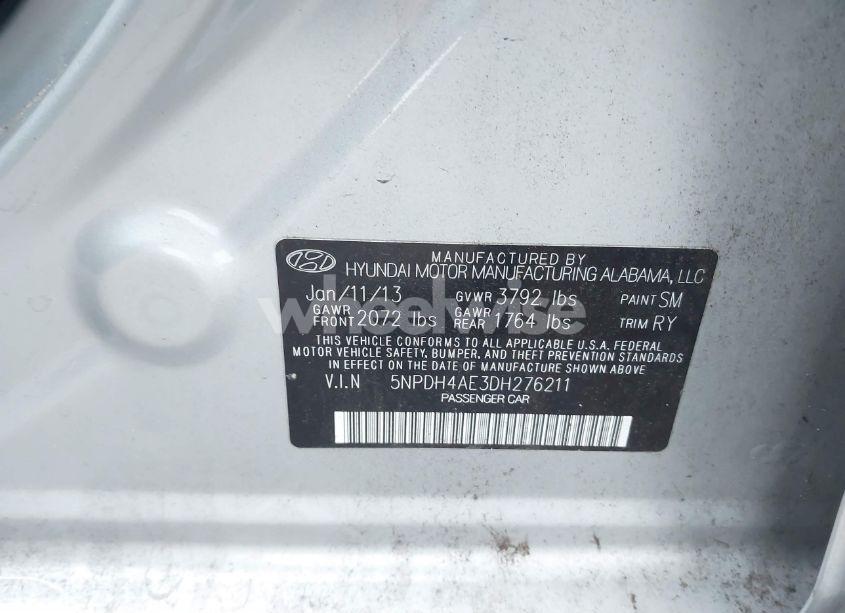 MANUFACTURED BY
HYUNDAI MOTOR MANUFACTURING ALABAMA, LLC
Jan/11/13 GVWR 3792 lbs PAINT SM
GAWR FRONT 2072 lbs GAWR REAR 1764 lbs TRIM RY
THIS VEHICLE CONFORMS TO ALL APPLICABLE U.S.A. FEDERAL
MOTOR VEHICLE SAFETY, BUMPER, AND THEFT PREVENTION STANDARDS
IN EFFECT ON THE DATE OF MANUFACTURE SHOWN ABOVE
V.I.N 5NPDH4AE3DH276211
PASSENGER CAR
wheelwise